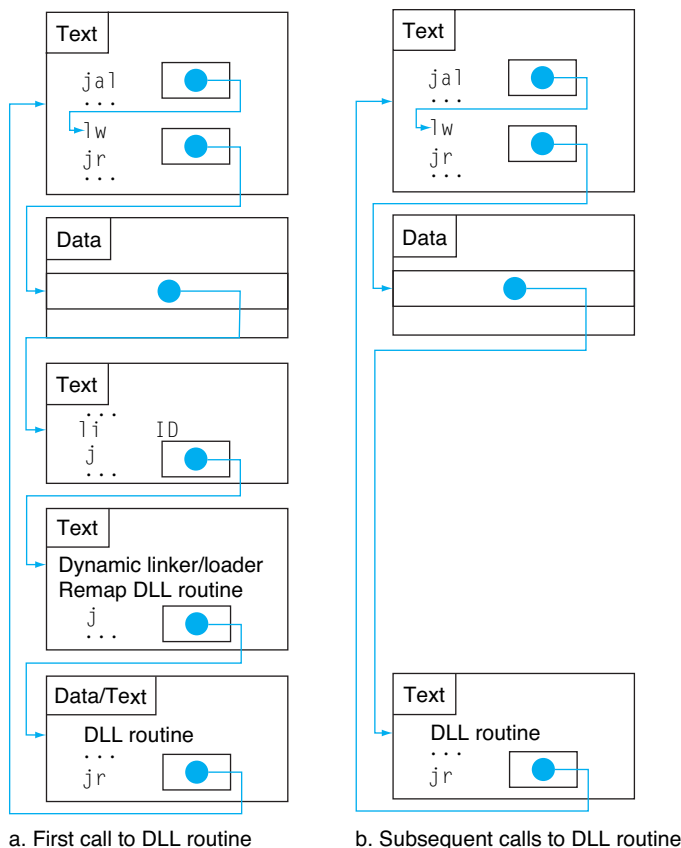 Text
jal
...
lw
jr
...
Data
Text
...
li ID
j
...
Text
Dynamic linker/loader
Remap DLL routine
j
...
Data/Text
DLL routine
...
jr
a. First call to DLL routine
Text
jal
...
lw
jr
...
Data
Text
DLL routine
...
jr
b. Subsequent calls to DLL routine